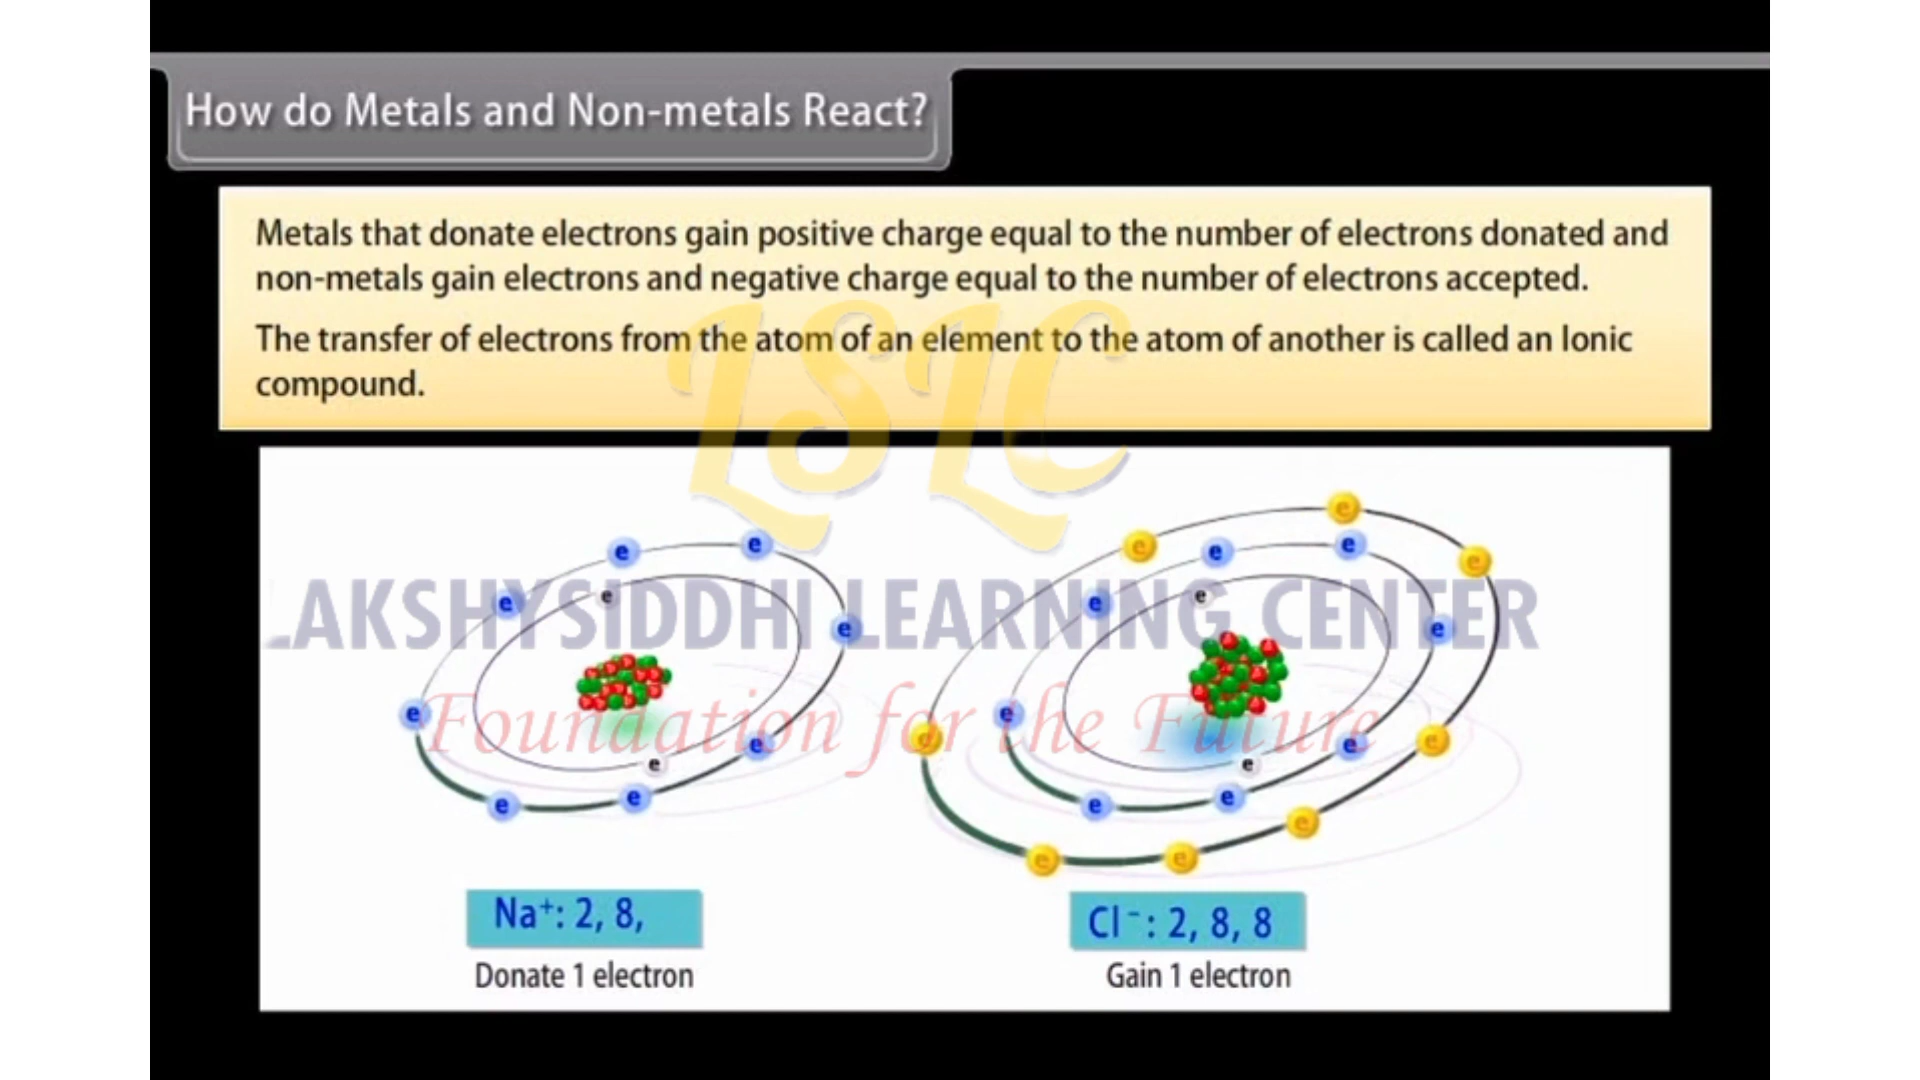 How do Metals and Non-metals React?
Metals that donate electrons gain positive charge equal to the number of electrons donated and
non-metals gain electrons and negative charge equal to the number of electrons accepted.
The transfer of electrons from the atom of an element to the atom of another is called an Ionic
compound.
LSLC
e e e
e e e e
e e e e
e e e e
e e e e
e e e e
e e e e
e e e e
e e
LAKSHYSIDDHI LEARNING CENTER
Foundation for the Future
Na⁺: 2, 8,
Cl⁻: 2, 8, 8
Donate 1 electron
Gain 1 electron